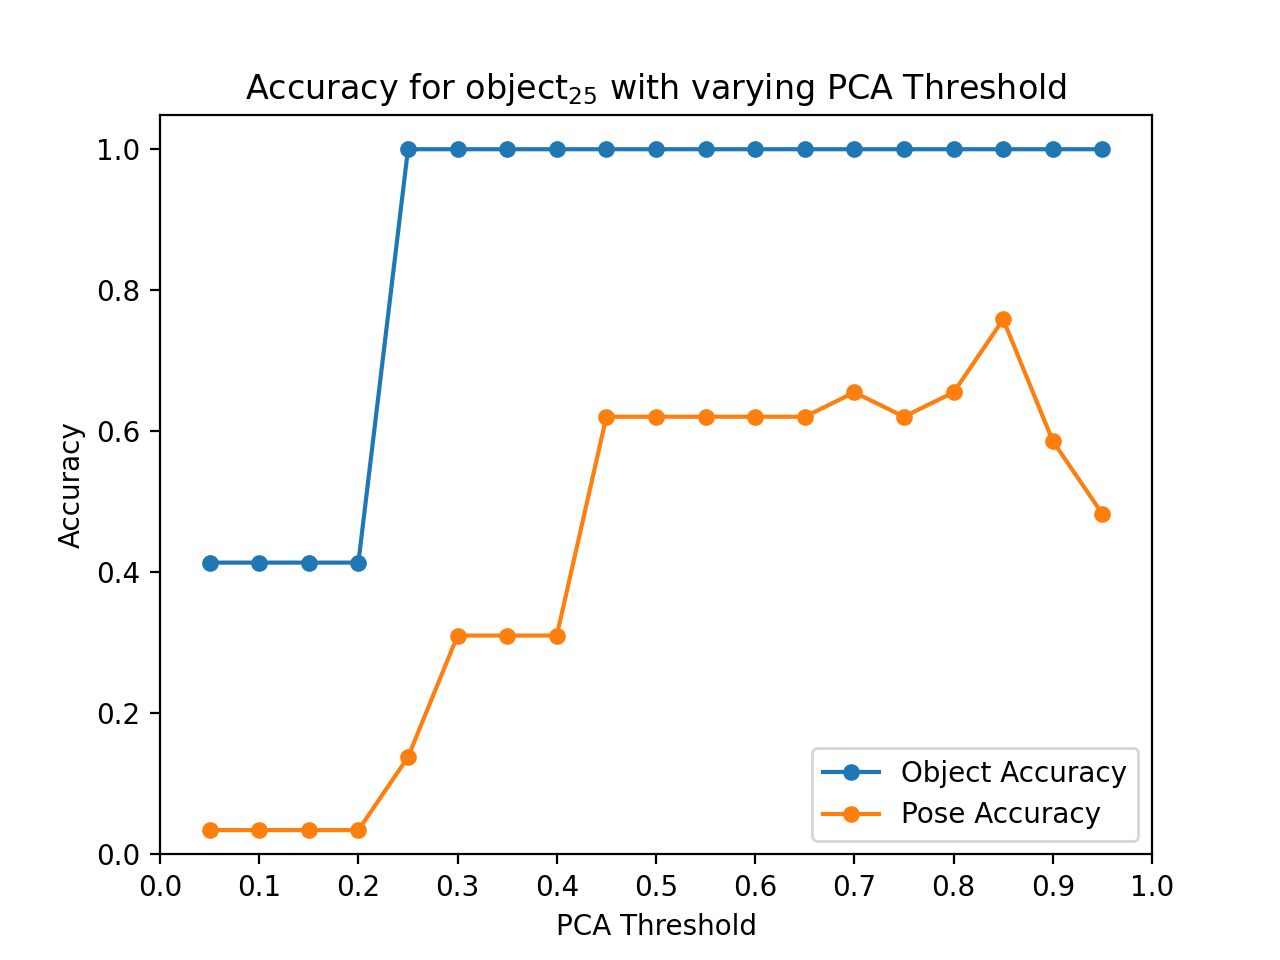 Accuracy for object₂₅ with varying PCA Threshold
1.0
0.8
0.6
0.4
0.2
0.0
Accuracy
Object Accuracy
Pose Accuracy
0.0 0.1 0.2 0.3 0.4 0.5 0.6 0.7 0.8 0.9 1.0
PCA Threshold